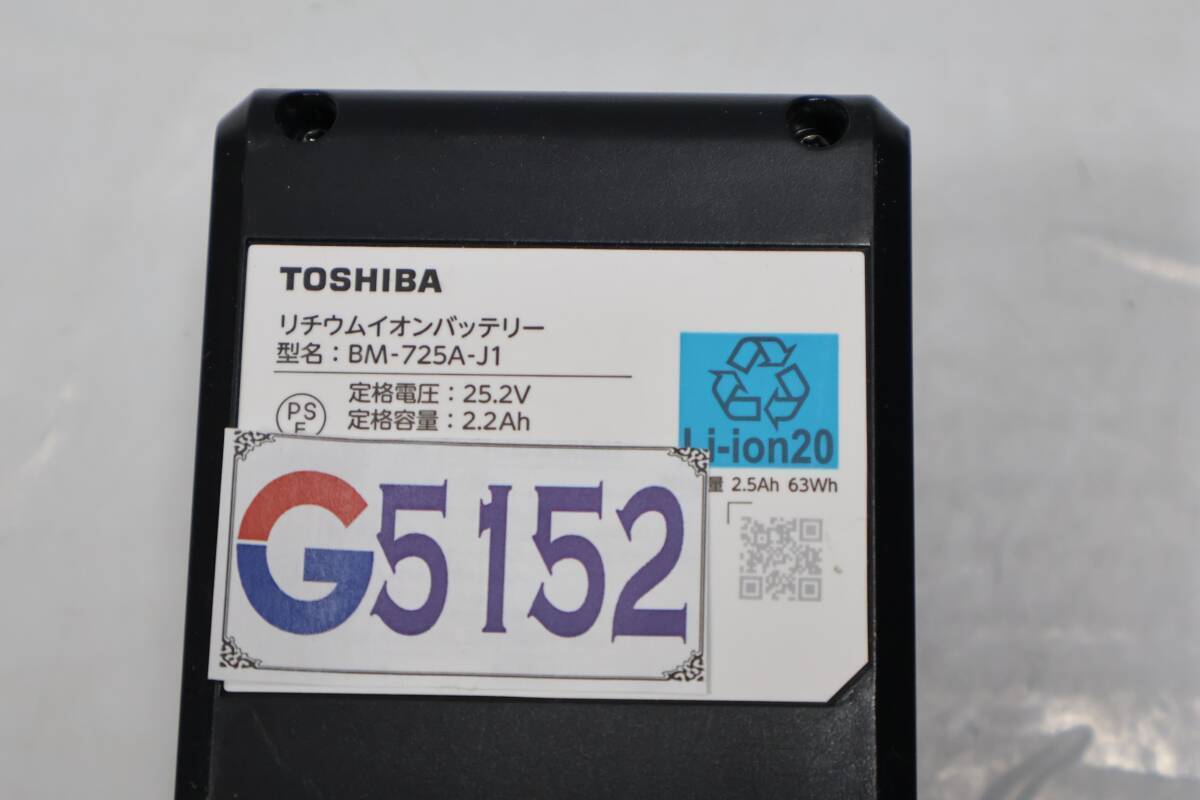 TOSHIBA
リチウムイオンバッテリー
型名：BM-725A-J1
PS
E
定格電圧：25.2V
定格容量：2.2Ah
Li-ion20
量 2.5Ah 63Wh
G5152